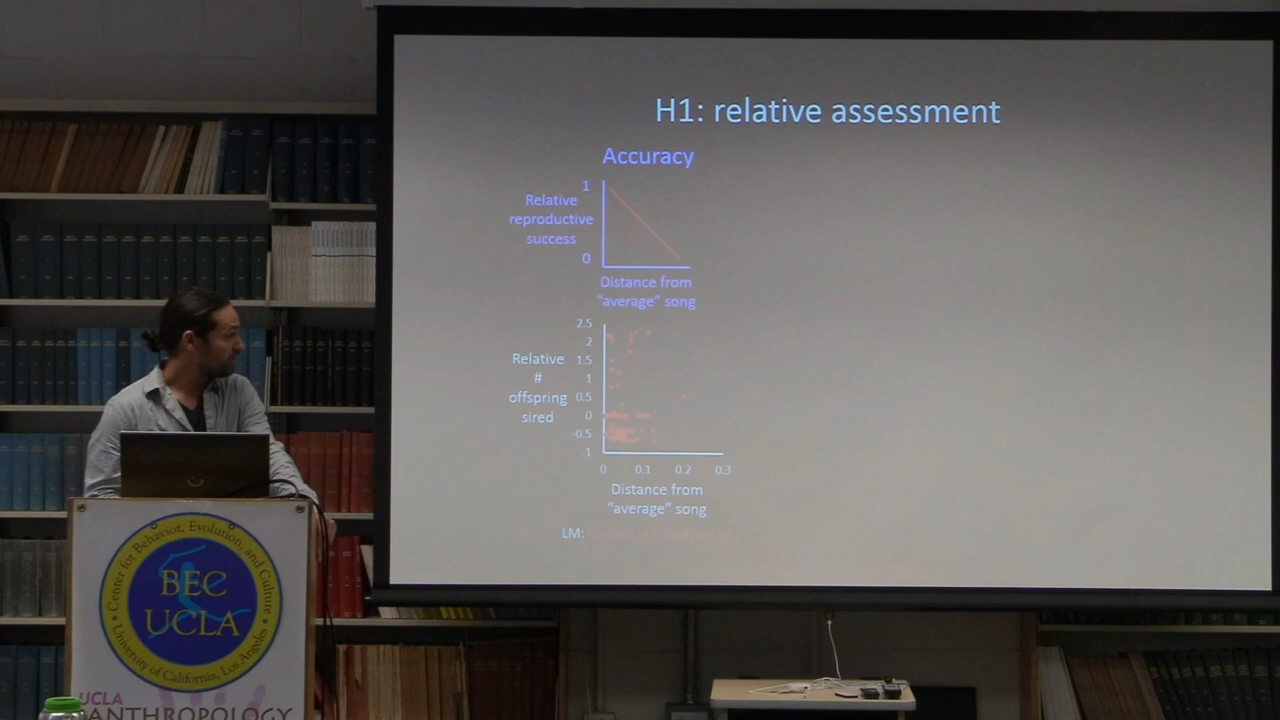 H1: relative assessment
Accuracy
1
Relative
reproductive
success
0
Distance from
"average" song
2.5
2
1.5
1
0.5
0
-0.5
-1
Relative
#
offspring
sired
0 0.1 0.2 0.3
Distance from
"average" song
LM:
Center for Behavior, Evolution, and Culture
BEC
UCLA
University of California, Los Angeles
UCLA
ANTHROPOLOGY